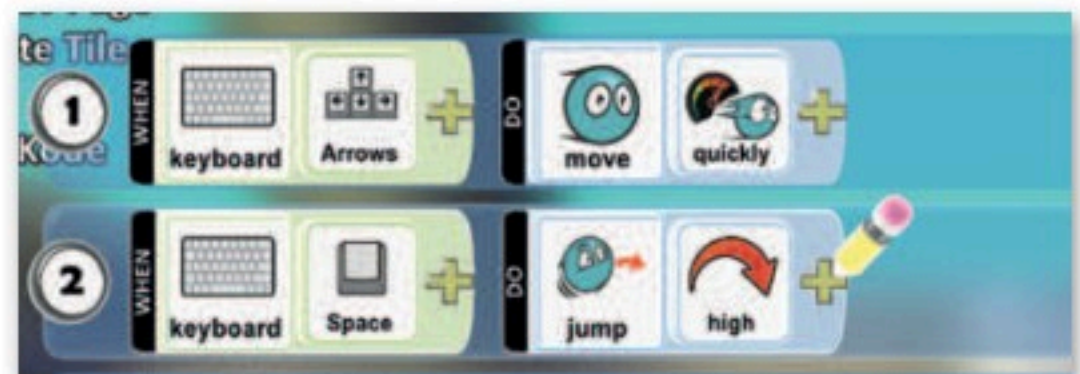 te Tile
1 WHEN keyboard Arrows DO move quickly
2 WHEN keyboard Space DO jump high